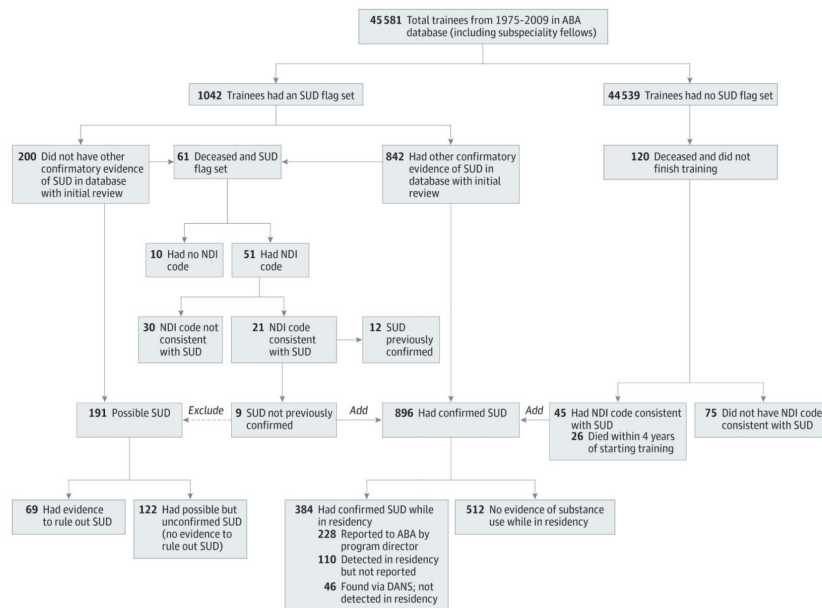 45 581 Total trainees from 1975-2009 in ABA
database (including subspeciality fellows)
1042 Trainees had an SUD flag set
44 539 Trainees had no SUD flag set
200 Did not have other
confirmatory evidence
of SUD in database
with initial review
61 Deceased and SUD
flag set
842 Had other confirmatory
evidence of SUD in
database with initial
review
120 Deceased and did not
finish training
10 Had no NDI
code
51 Had NDI
code
30 NDI code not
consistent
with SUD
21 NDI code
consistent
with SUD
12 SUD
previously
confirmed
191 Possible SUD
Exclude
9 SUD not previously
confirmed
Add
896 Had confirmed SUD
Add
45 Had NDI code consistent
with SUD
26 Died within 4 years
of starting training
75 Did not have NDI code
consistent with SUD
69 Had evidence
to rule out SUD
122 Had possible but
unconfirmed SUD
(no evidence to
rule out SUD)
384 Had confirmed SUD while
in residency
228 Reported to ABA by
program director
110 Detected in residency
but not reported
46 Found via DANS; not
detected in residency
512 No evidence of substance
use while in residency